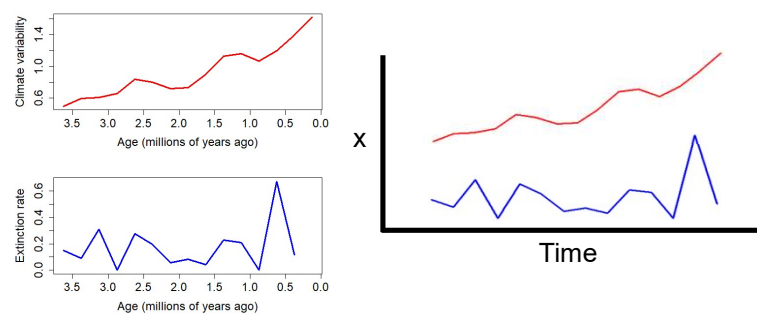 Climate variability
0.6 1.0 1.4
3.5 3.0 2.5 2.0 1.5 1.0 0.5 0.0
Age (millions of years ago)
Extinction rate
0.0 0.2 0.4 0.6
3.5 3.0 2.5 2.0 1.5 1.0 0.5 0.0
Age (millions of years ago)
x
Time